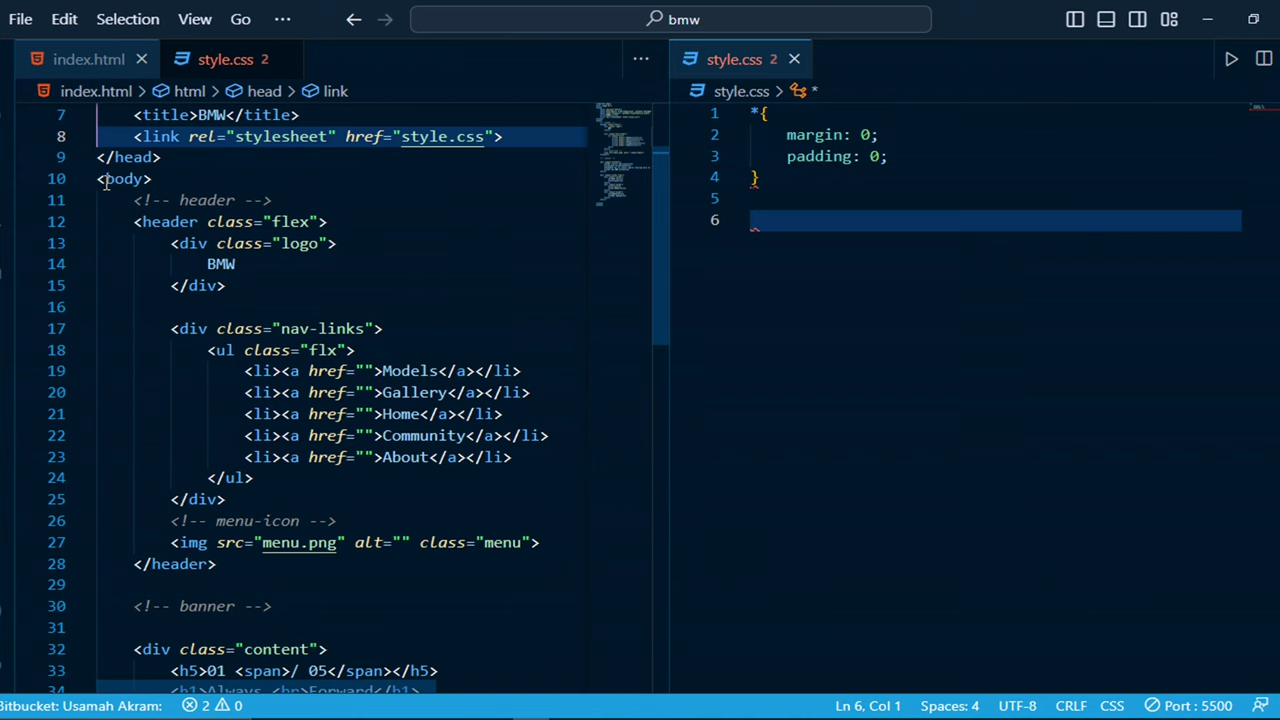 File Edit Selection View Go ··· bmw
index.html style.css 2 ···
index.html > html > head > link
7 <title>BMW</title>
8 <link rel="stylesheet" href="style.css">
9 </head>
10 <body>
11 <!-- header -->
12 <header class="flex">
13 <div class="logo">
14 BMW
15 </div>
16
17 <div class="nav-links">
18 <ul class="flx">
19 <li><a href="">Models</a></li>
20 <li><a href="">Gallery</a></li>
21 <li><a href="">Home</a></li>
22 <li><a href="">Community</a></li>
23 <li><a href="">About</a></li>
24 </ul>
25 </div>
26 <!-- menu-icon -->
27 <img src="menu.png" alt="" class="menu">
28 </header>
29
30 <!-- banner -->
31
32 <div class="content">
33 <h5>01 <span>/ 05</span></h5>
34 <h1>Always <br>Forward</h1>
style.css 2
style.css > *
1 *{
2 margin: 0;
3 padding: 0;
4 }
5
6
Bitbucket: Usamah Akram: 2 0 Ln 6, Col 1 Spaces: 4 UTF-8 CRLF CSS Port : 5500